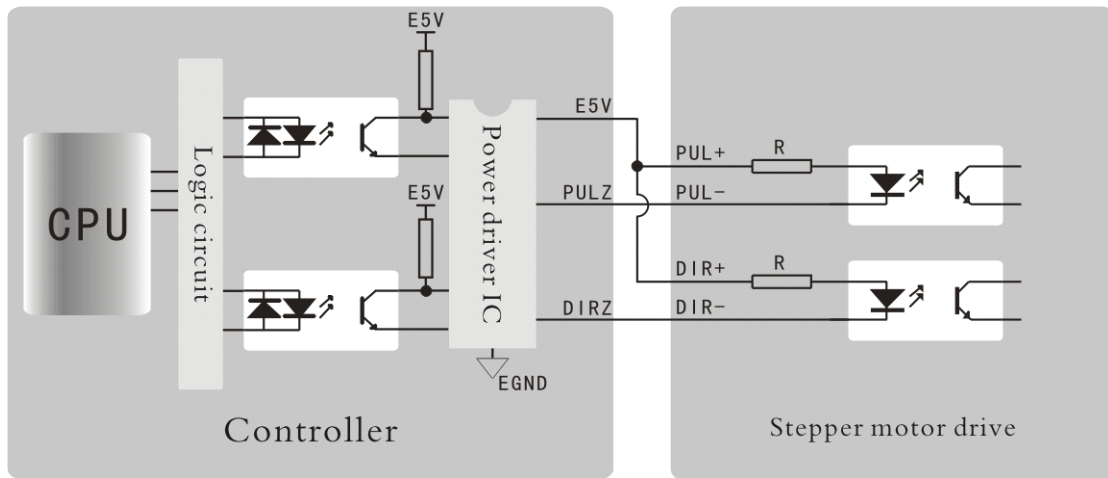 E5V
CPU
Logic circuit
E5V
Power driver IC
EGND
E5V
PULZ
DIRZ
Controller
PUL+
R
PUL-
DIR+
R
DIR-
Stepper motor drive